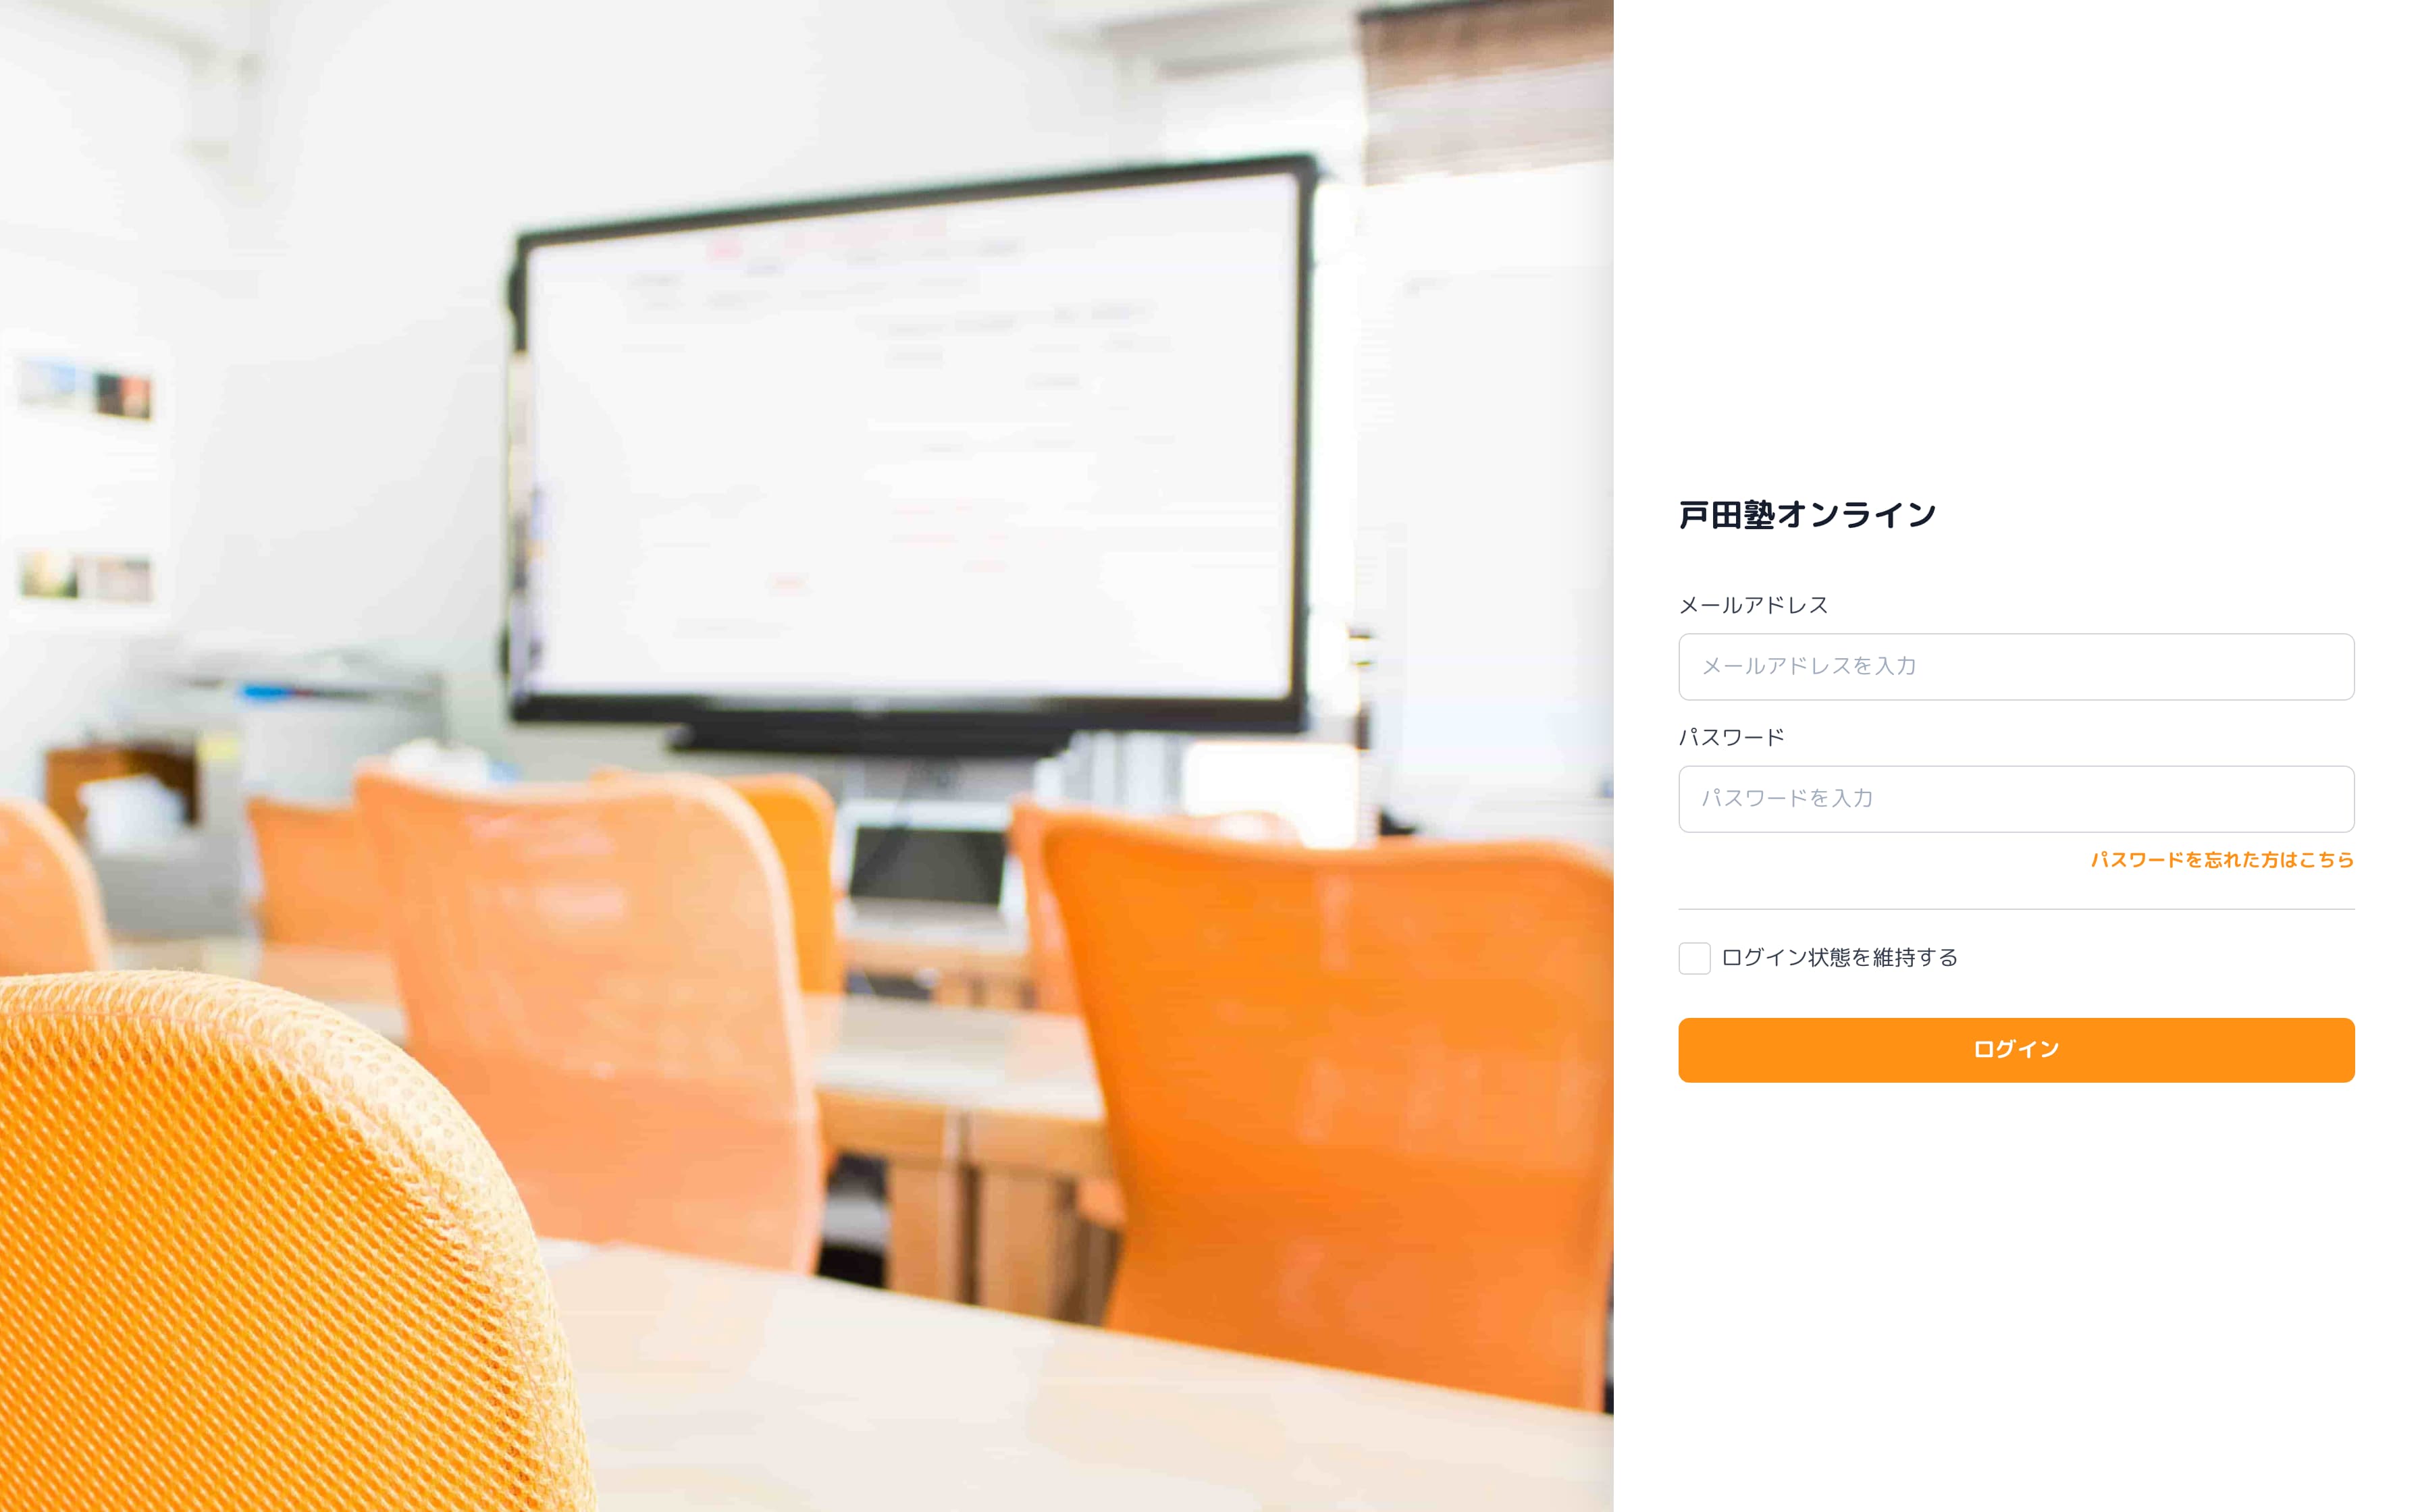 戸田塾オンライン
メールアドレス
メールアドレスを入力
パスワード
パスワードを入力
パスワードを忘れた方はこちら
ログイン状態を維持する
ログイン